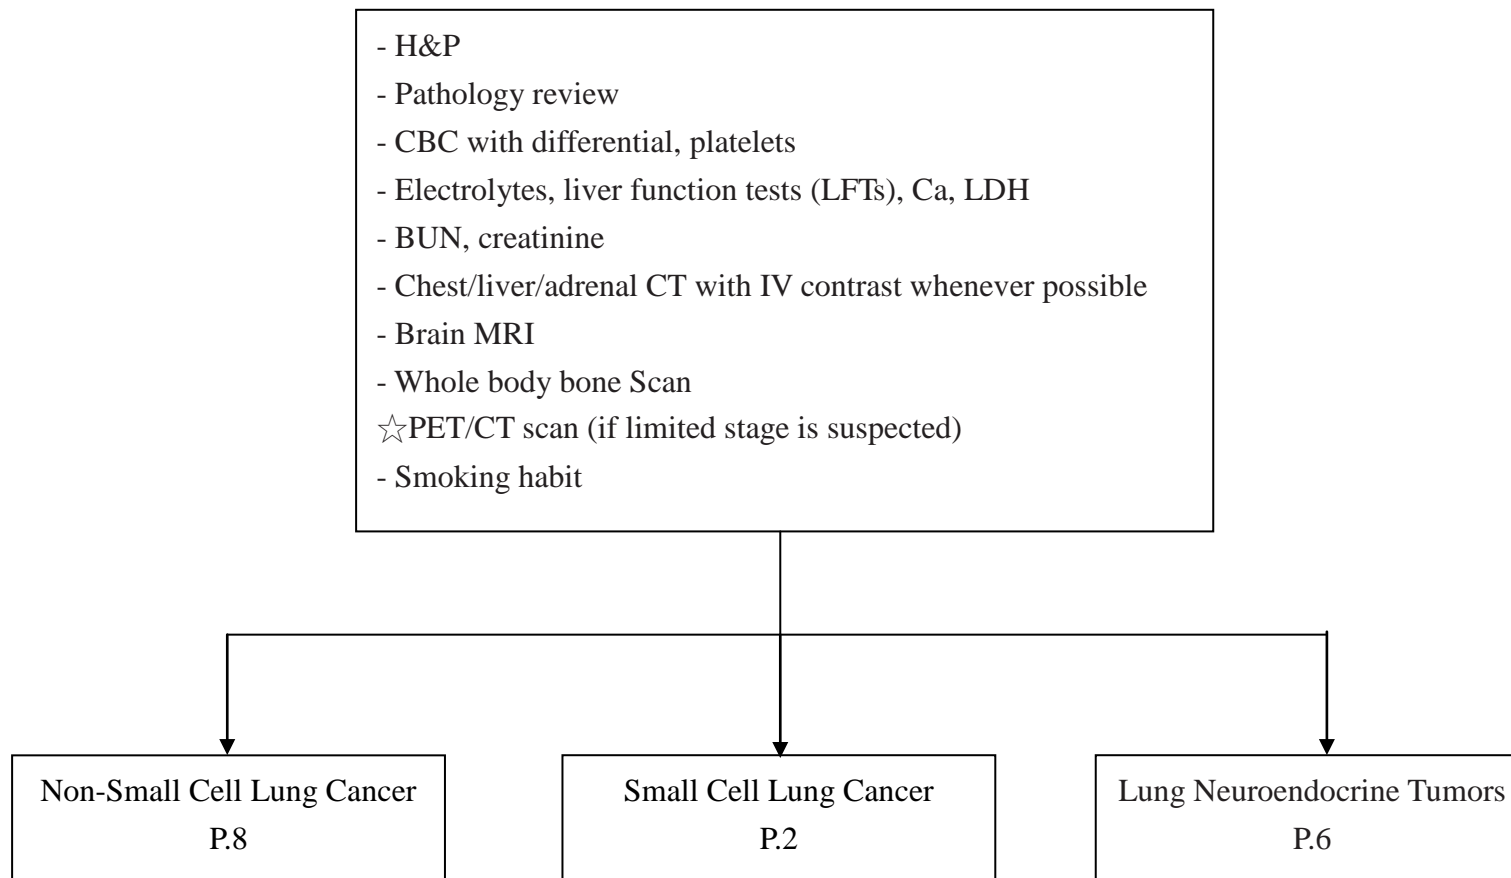 - H&P
- Pathology review
- CBC with differential, platelets
- Electrolytes, liver function tests (LFTs), Ca, LDH
- BUN, creatinine
- Chest/liver/adrenal CT with IV contrast whenever possible
- Brain MRI
- Whole body bone Scan
☆PET/CT scan (if limited stage is suspected)
- Smoking habit
Non-Small Cell Lung Cancer
P.8
Small Cell Lung Cancer
P.2
Lung Neuroendocrine Tumors
P.6